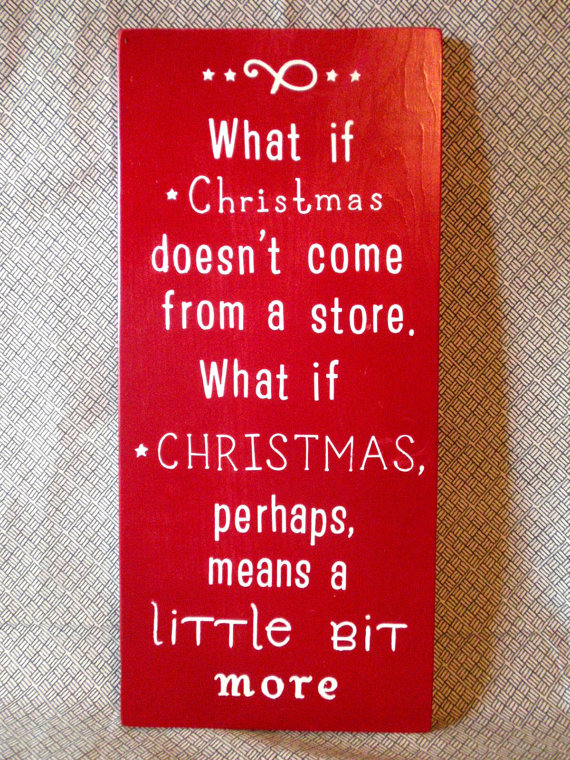 What if
Christmas
doesn't come
from a store.
What if
CHRISTMAS,
perhaps,
means a
liTTle BiT
more